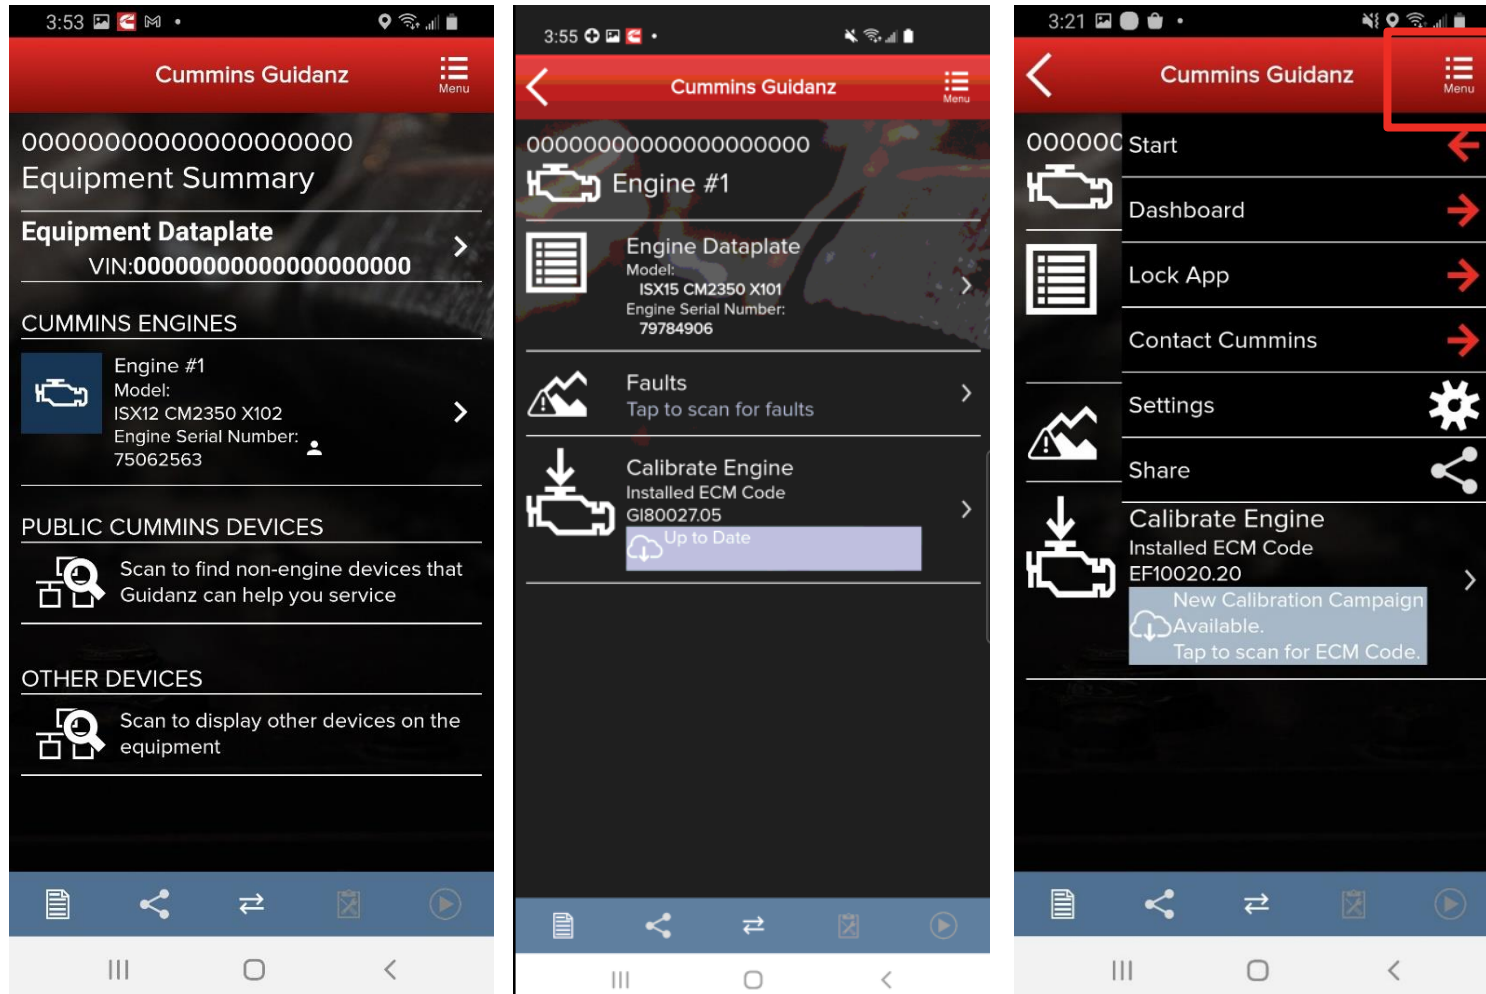 3:53
Cummins Guidanz
Menu
00000000000000000000
Equipment Summary
Equipment Dataplate
VIN:00000000000000000000
CUMMINS ENGINES
Engine #1
Model:
ISX12 CM2350 X102
Engine Serial Number:
75062563
PUBLIC CUMMINS DEVICES
Scan to find non-engine devices that
Guidanz can help you service
OTHER DEVICES
Scan to display other devices on the
equipment
3:55
Cummins Guidanz
Menu
00000000000000000000
Engine #1
Engine Dataplate
Model:
ISX15 CM2350 X101
Engine Serial Number:
79784906
Faults
Tap to scan for faults
Calibrate Engine
Installed ECM Code
GI80027.05
Up to Date
3:21
Cummins Guidanz
Menu
000000
Start
Dashboard
Lock App
Contact Cummins
Settings
Share
Calibrate Engine
Installed ECM Code
EF10020.20
New Calibration Campaign
Available.
Tap to scan for ECM Code.